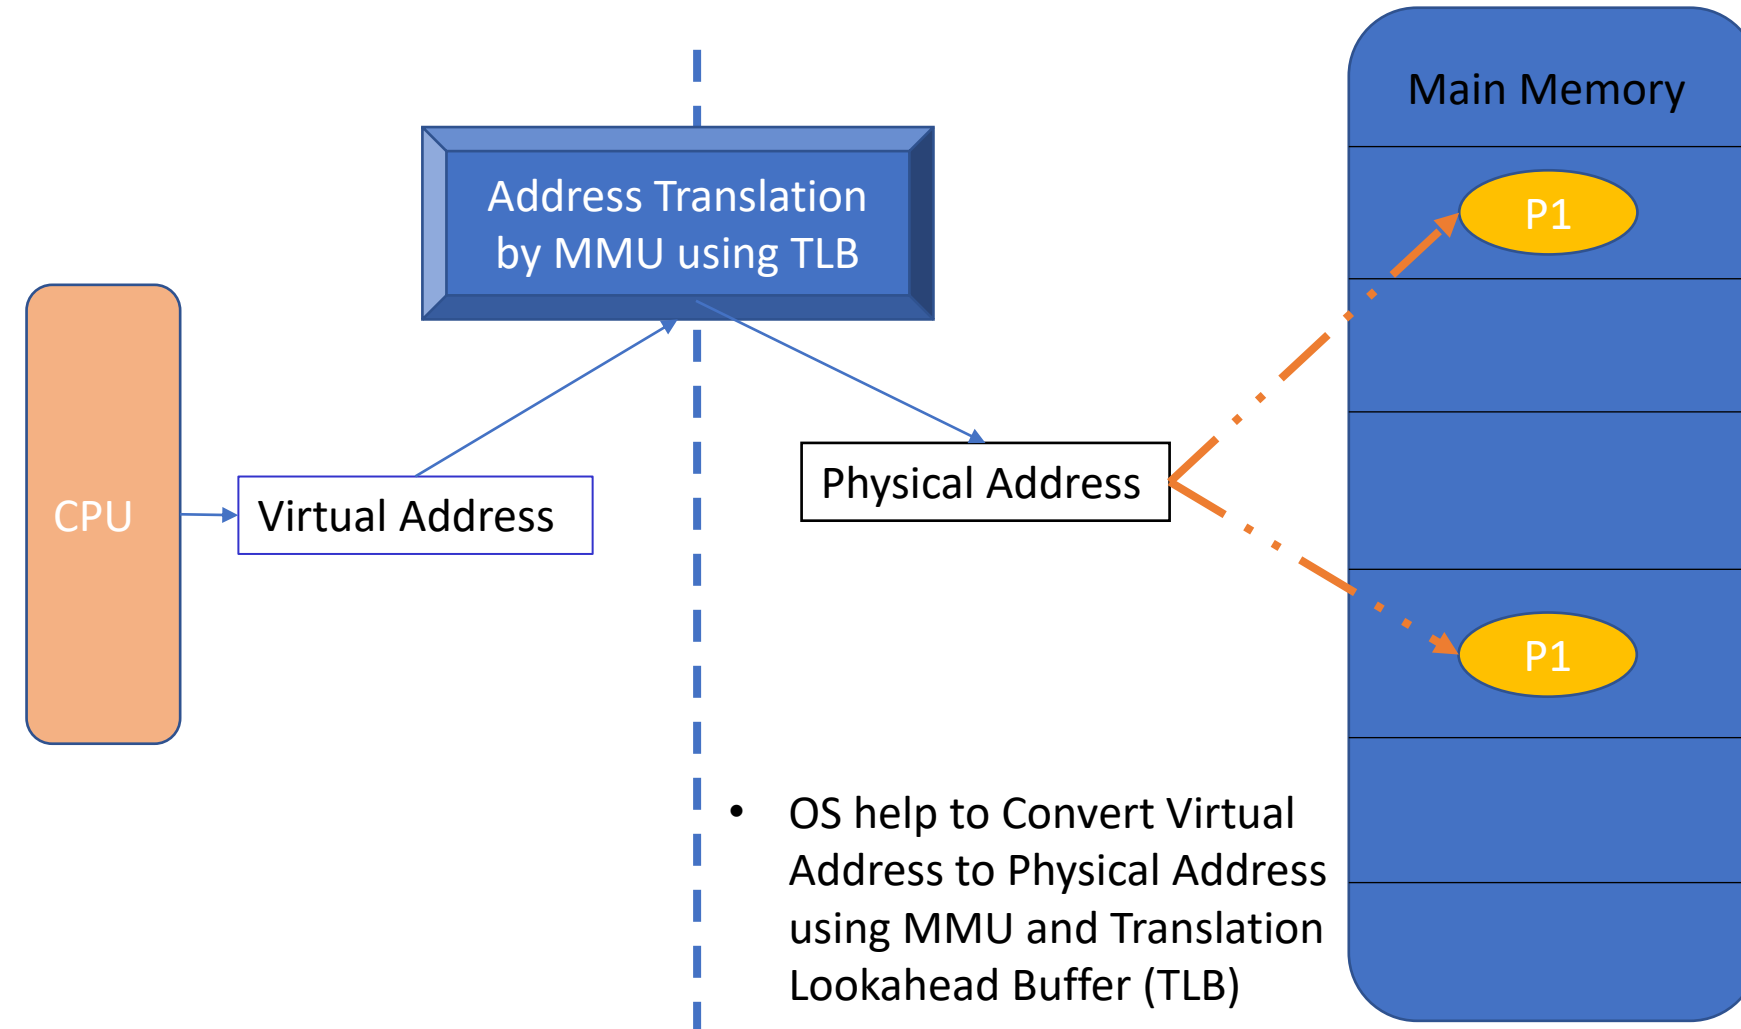 Main Memory
Address Translation
by MMU using TLB
P1
CPU
Virtual Address
Physical Address
P1
• OS help to Convert Virtual
Address to Physical Address
using MMU and Translation
Lookahead Buffer (TLB)